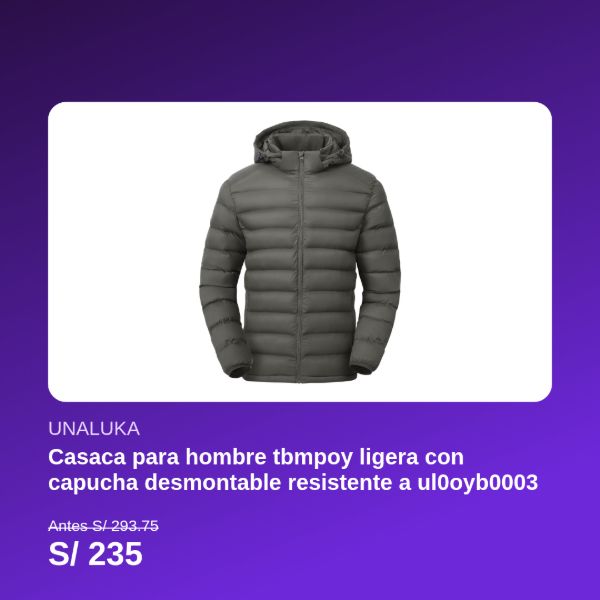 UNALUKA
Casaca para hombre tbmpoy ligera con
capucha desmontable resistente a ul0oyb0003
Antes S/ 293.75
S/ 235